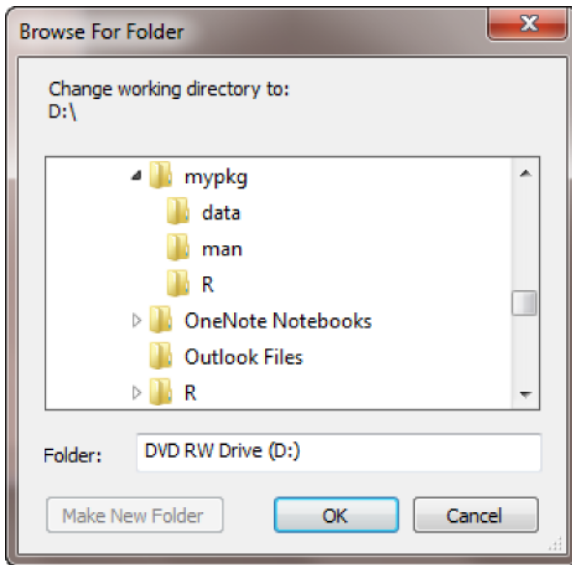 Browse For Folder
Change working directory to:
D:\
mypkg
data
man
R
OneNote Notebooks
Outlook Files
R
Folder: DVD RW Drive (D:)
Make New Folder OK Cancel